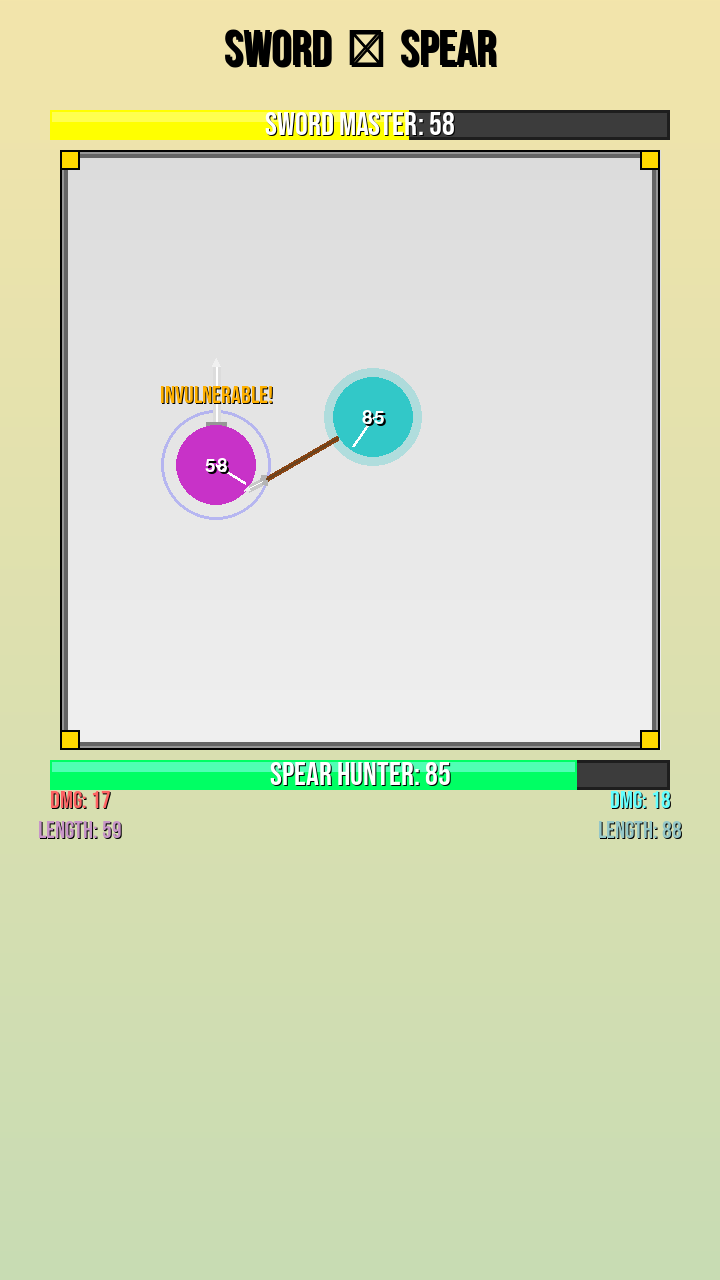 SWORD ⚔ SPEAR
SWORD MASTER: 58
INVULNERABLE!
85
58
SPEAR HUNTER: 85
DMG: 17 DMG: 18
LENGTH: 59 LENGTH: 88